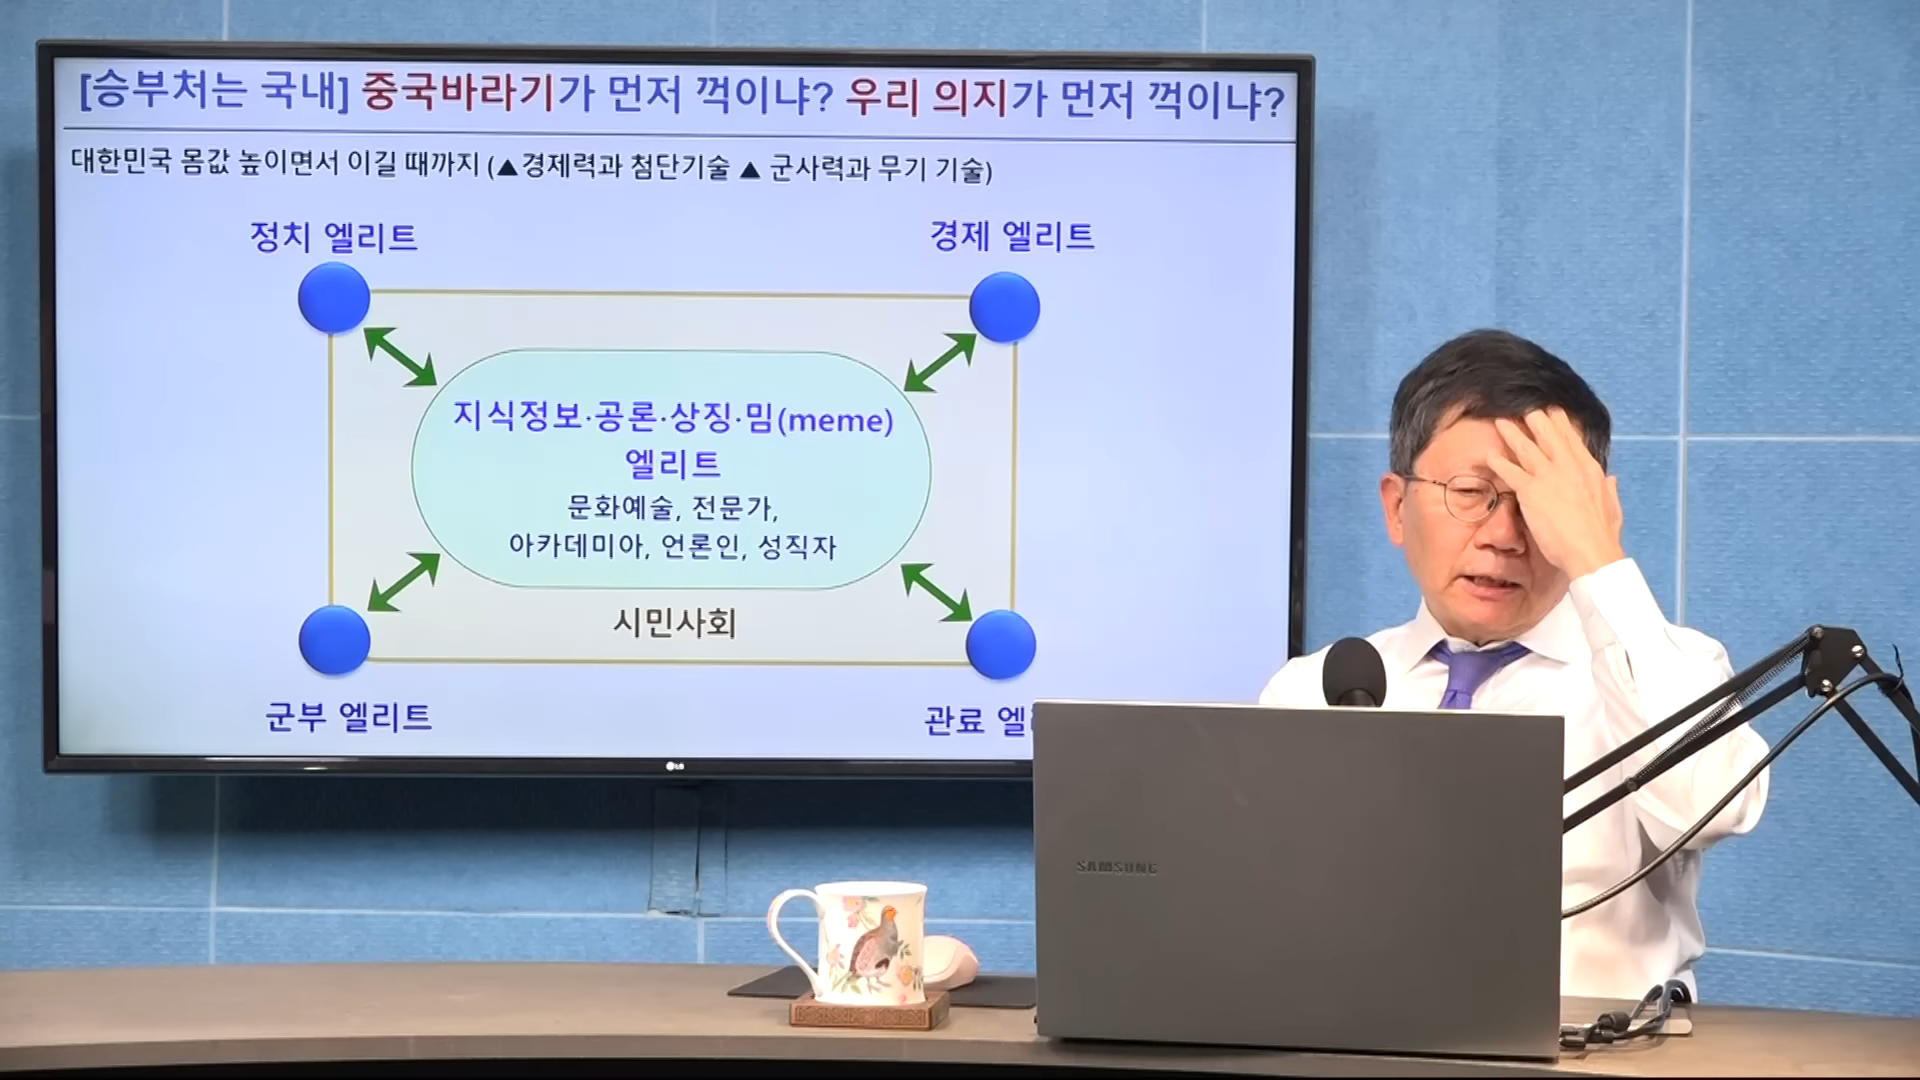 [승부처는 국내] 중국바라기가 먼저 꺽이냐? 우리 의지가 먼저 꺽이냐?
대한민국 몸값 높이면서 이길 때까지 (▲경제력과 첨단기술 ▲ 군사력과 무기 기술)
정치 엘리트
경제 엘리트
지식정보·공론·상징·밈(meme)
엘리트
문화예술, 전문가,
아카데미아, 언론인, 성직자
시민사회
군부 엘리트
관료 엘
LG
SAMSUNG